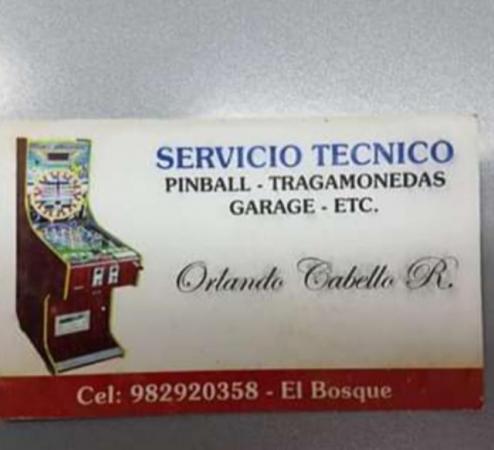 SERVICIO TECNICO
PINBALL - TRAGAMONEDAS
GARAGE - ETC.
Orlando Cabello R.
Cel: 982920358 - El Bosque